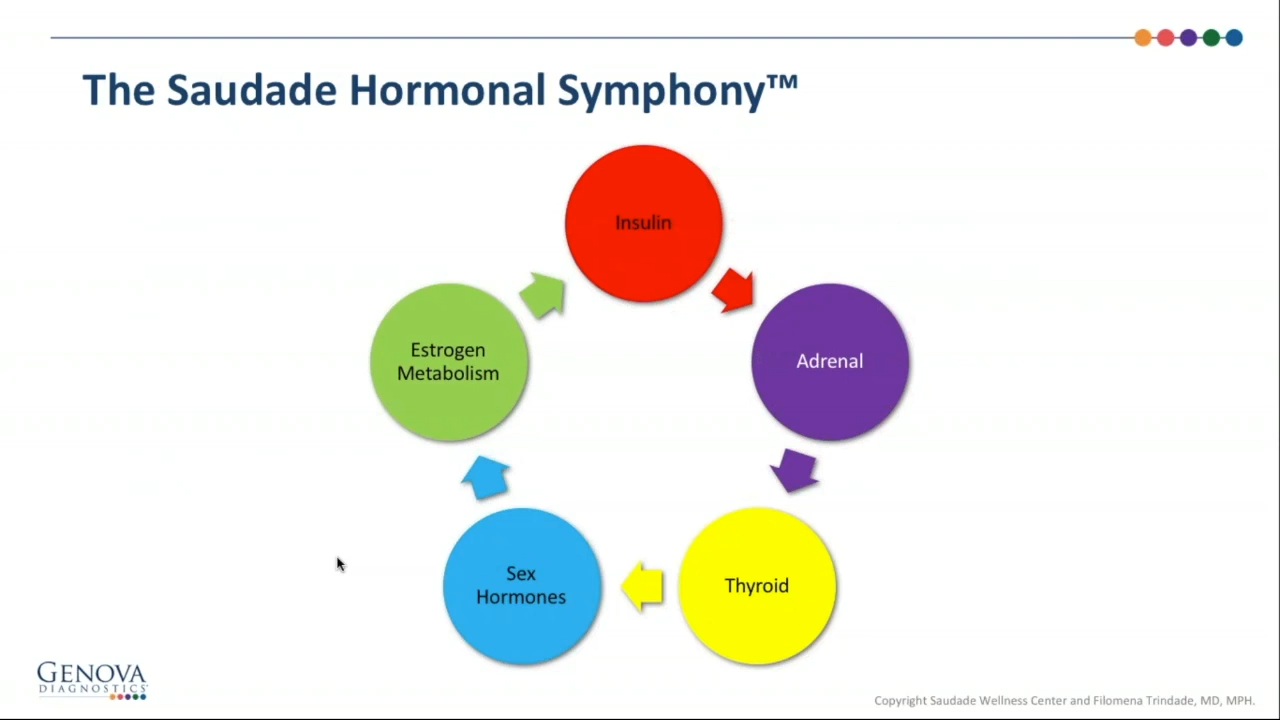 The Saudade Hormonal Symphony™
Insulin
Adrenal
Thyroid
Sex
Hormones
Estrogen
Metabolism
GENOVA
DIAGNOSTICS
Copyright Saudade Wellness Center and Filomena Trindade, MD, MPH.